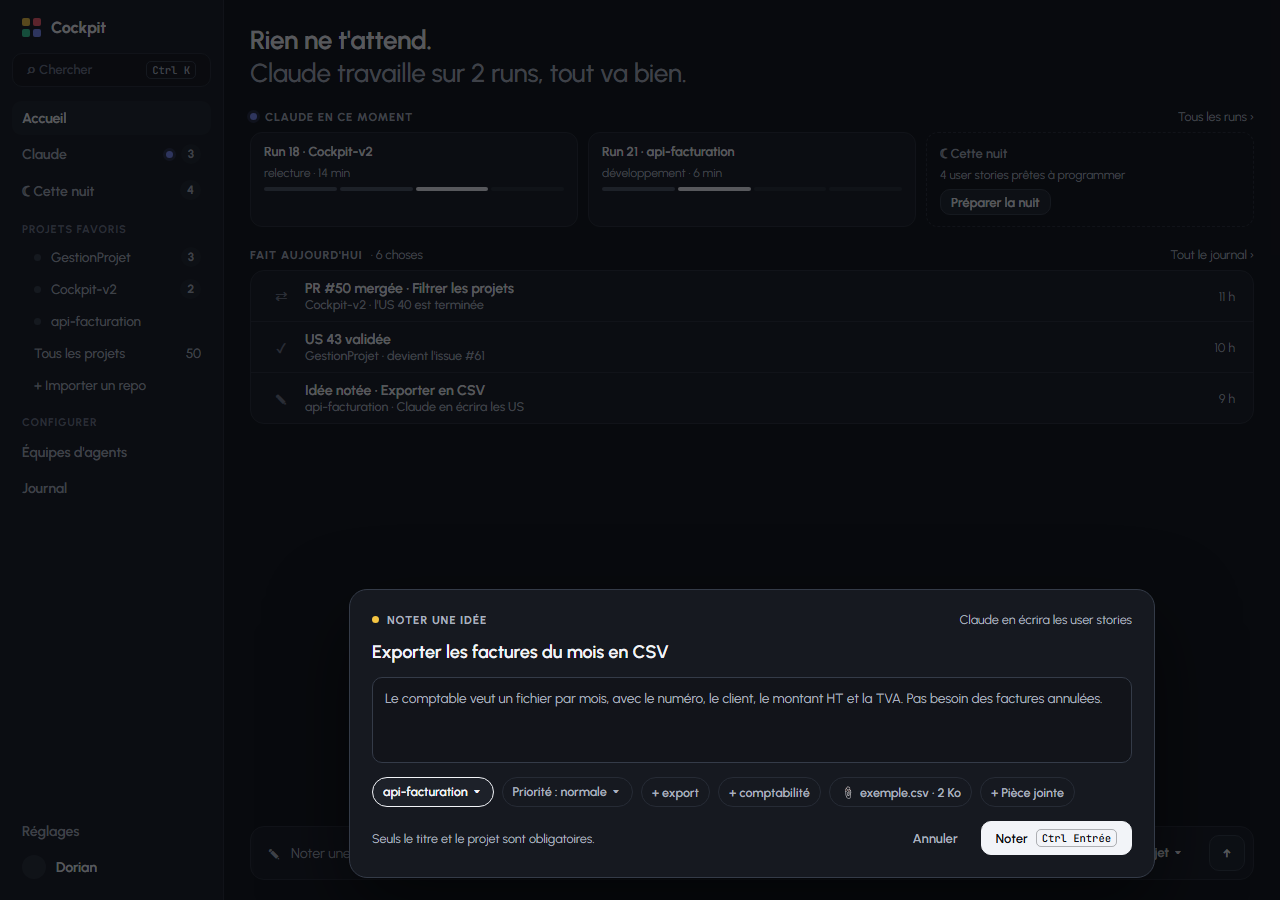 Cockpit
Chercher Ctrl K
Accueil
Claude 3
Cette nuit 4
PROJETS FAVORIS
GestionProjet 3
Cockpit-v2 2
api-facturation
Tous les projets 50
+ Importer un repo
CONFIGURER
Équipes d'agents
Journal
Réglages
Dorian
Rien ne t'attend.
Claude travaille sur 2 runs, tout va bien.
CLAUDE EN CE MOMENT
Tous les runs ›
Run 18 · Cockpit-v2
relecture · 14 min
Run 21 · api-facturation
développement · 6 min
Cette nuit
4 user stories prêtes à programmer
Préparer la nuit
FAIT AUJOURD'HUI · 6 choses
Tout le journal ›
PR #50 mergée · Filtrer les projets
Cockpit-v2 · l'US 40 est terminée
11 h
US 43 validée
GestionProjet · devient l'issue #61
10 h
Idée notée · Exporter en CSV
api-facturation · Claude en écrira les US
9 h
NOTER UNE IDÉE
Claude en écrira les user stories
Exporter les factures du mois en CSV
Le comptable veut un fichier par mois, avec le numéro, le client, le montant HT et la TVA. Pas besoin des factures annulées.
api-facturation
Priorité : normale
+ export
+ comptabilité
exemple.csv · 2 Ko
+ Pièce jointe
Seuls le titre et le projet sont obligatoires.
Annuler
Noter Ctrl Entrée
Noter une
jet